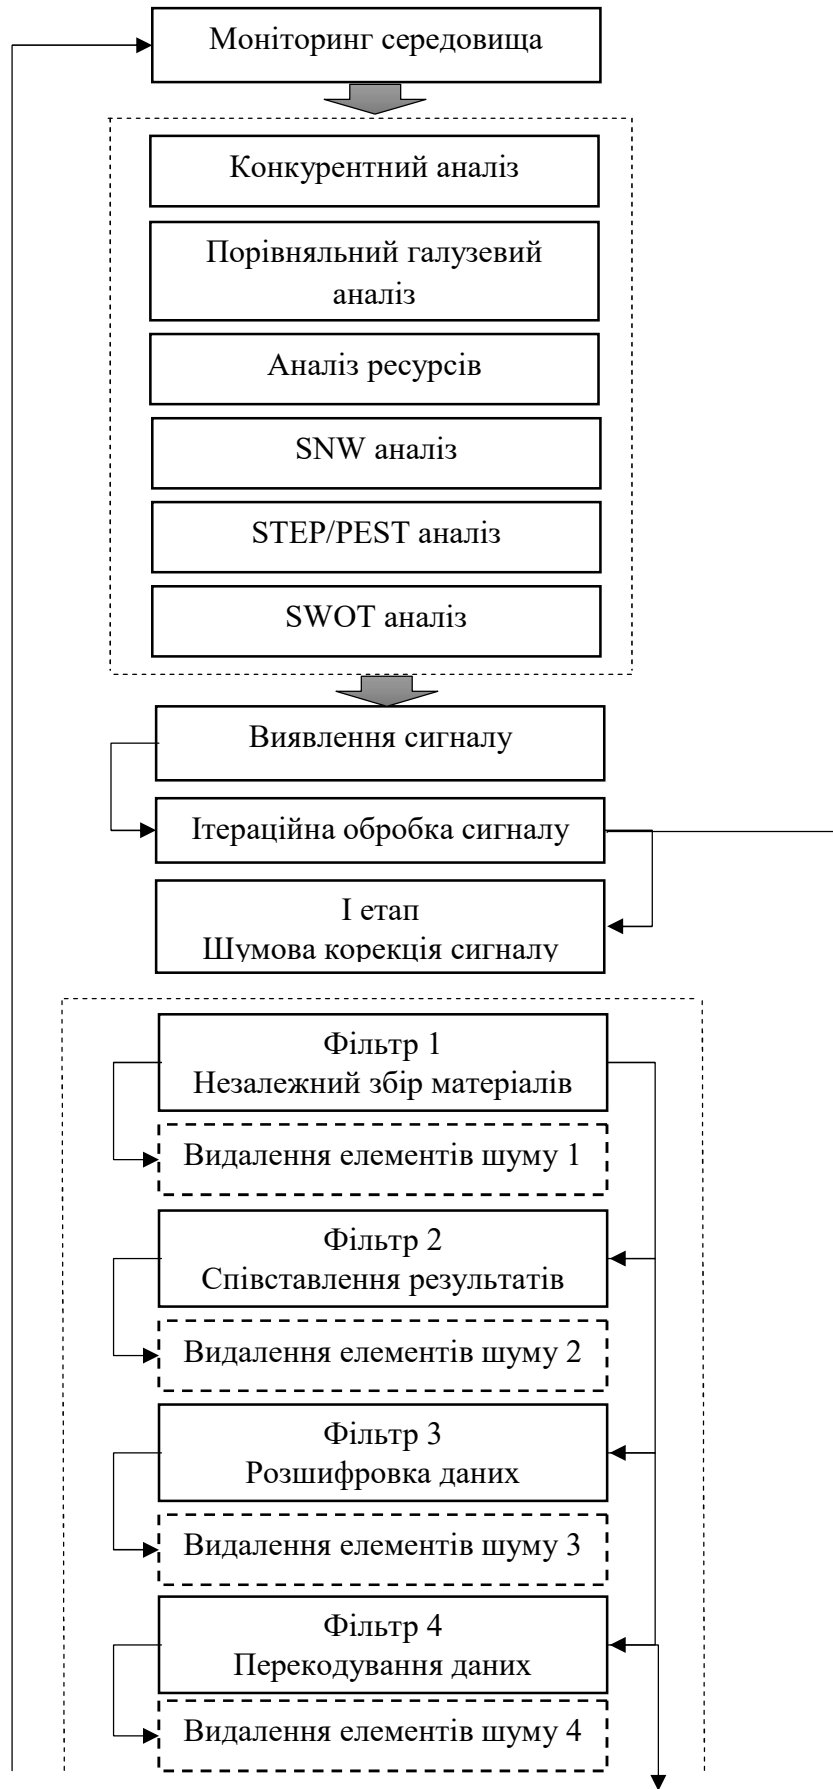 Моніторинг середовища
Конкурентний аналіз
Порівняльний галузевий
аналіз
Аналіз ресурсів
SNW аналіз
STEP/PEST аналіз
SWOT аналіз
Виявлення сигналу
Ітераційна обробка сигналу
І етап
Шумова корекція сигналу
Фільтр 1
Незалежний збір матеріалів
Видалення елементів шуму 1
Фільтр 2
Співставлення результатів
Видалення елементів шуму 2
Фільтр 3
Розшифровка даних
Видалення елементів шуму 3
Фільтр 4
Перекодування даних
Видалення елементів шуму 4